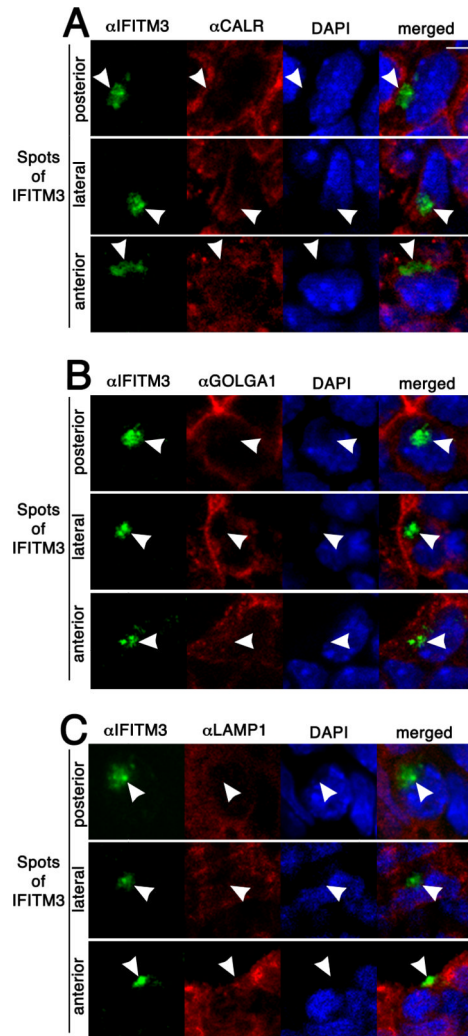 A
αIFITM3 αCALR DAPI merged
posterior
Spots of IFITM3
lateral
anterior
B
αIFITM3 αGOLGA1 DAPI merged
posterior
Spots of IFITM3
lateral
anterior
C
αIFITM3 αLAMP1 DAPI merged
posterior
Spots of IFITM3
lateral
anterior